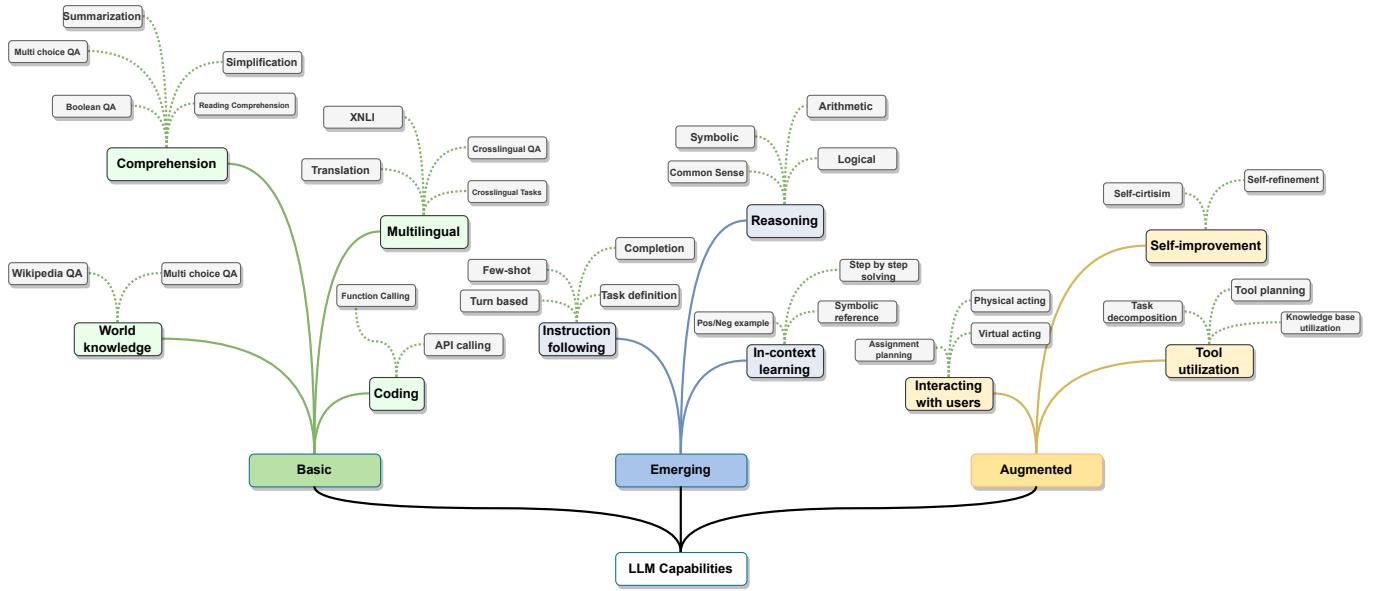 Summarization
Multi choice QA
Simplification
Boolean QA
Reading Comprehension
Comprehension
XNLI
Translation
Crosslingual QA
Crosslingual Tasks
Multilingual
Wikipedia QA
Multi choice QA
World
knowledge
Function Calling
API calling
Coding
Arithmetic
Symbolic
Logical
Common Sense
Reasoning
Completion
Few-shot
Turn based
Task definition
Instruction
following
Step by step
solving
Symbolic
reference
Pos/Neg example
In-context
learning
Self-cirtisim
Self-refinement
Self-improvement
Physical acting
Virtual acting
Assignment
planning
Interacting
with users
Tool planning
Task
decomposition
Knowledge base
utilization
Tool
utilization
Basic
Emerging
Augmented
LLM Capabilities